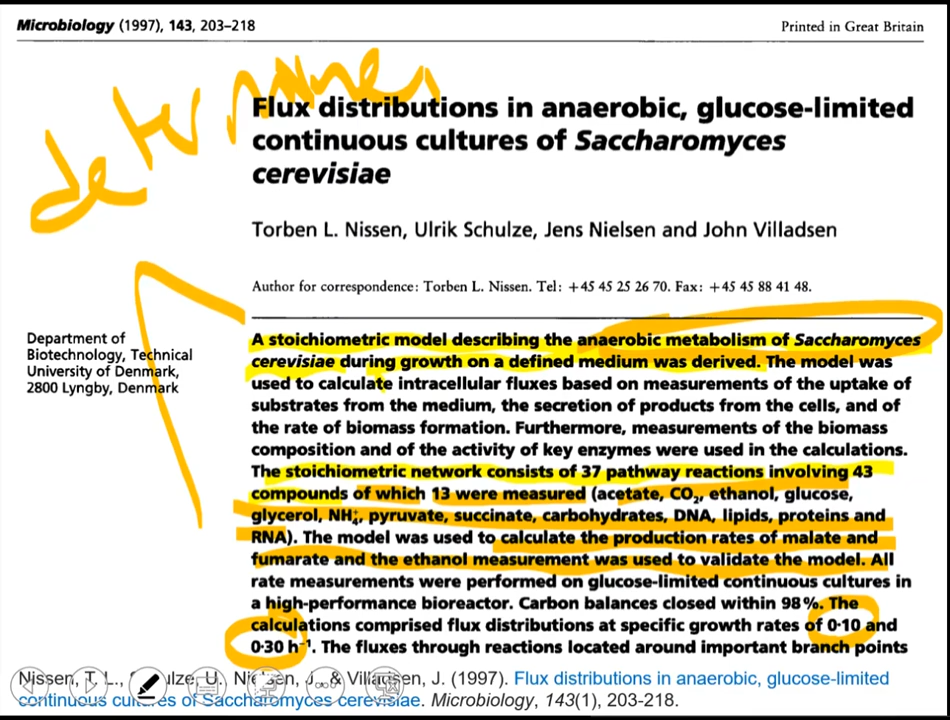 Microbiology (1997), 143, 203–218
Printed in Great Britain
Flux distributions in anaerobic, glucose-limited
continuous cultures of Saccharomyces
cerevisiae
Torben L. Nissen, Ulrik Schulze, Jens Nielsen and John Villadsen
Author for correspondence: Torben L. Nissen. Tel: +45 45 25 26 70. Fax: +45 45 88 41 48.
Department of
Biotechnology, Technical
University of Denmark,
2800 Lyngby, Denmark
A stoichiometric model describing the anaerobic metabolism of Saccharomyces
cerevisiae during growth on a defined medium was derived. The model was
used to calculate intracellular fluxes based on measurements of the uptake of
substrates from the medium, the secretion of products from the cells, and of
the rate of biomass formation. Furthermore, measurements of the biomass
composition and of the activity of key enzymes were used in the calculations.
The stoichiometric network consists of 37 pathway reactions involving 43
compounds of which 13 were measured (acetate, CO₂, ethanol, glucose,
glycerol, NH₄⁺, pyruvate, succinate, carbohydrates, DNA, lipids, proteins and
RNA). The model was used to calculate the production rates of malate and
fumarate and the ethanol measurement was used to validate the model. All
rate measurements were performed on glucose-limited continuous cultures in
a high-performance bioreactor. Carbon balances closed within 98%. The
calculations comprised flux distributions at specific growth rates of 0·10 and
0·30 h⁻¹. The fluxes through reactions located around important branch points
Nissen, T. L., U. J., & Villadsen, J. (1997). Flux distributions in anaerobic, glucose-limited
continuous cultures of Saccharomyces cerevisiae. Microbiology, 143(1), 203-218.